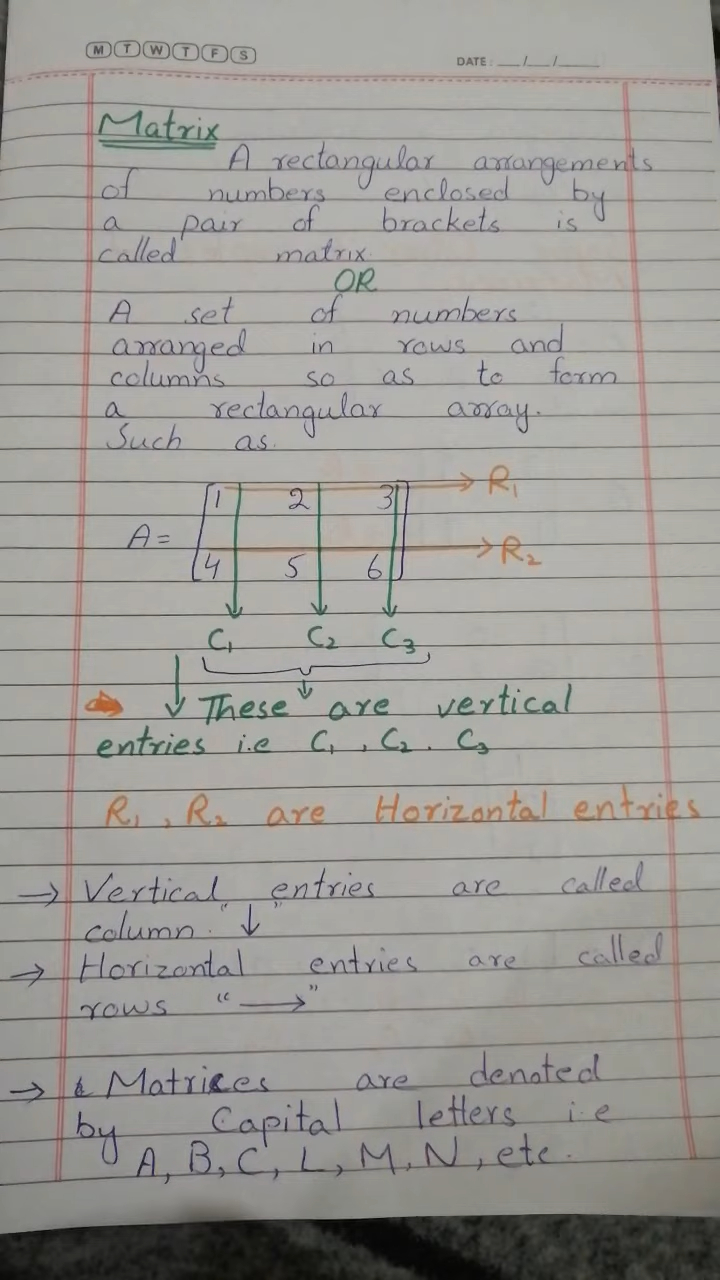 M T W T F S
DATE: __/__/____
Matrix
A rectangular arrangements
of numbers enclosed by
a pair of brackets is
called matrix.
OR
A set of numbers
arranged in rows and
columns so as to form
a rectangular array.
Such as.
1 2 3 → R₁
A =
4 5 6 → R₂
C₁ C₂ C₃
↓ These are vertical
entries i.e C₁ , C₂ . C₃
R₁ , R₂ are Horizontal entries
→ Vertical entries are called
column. "↓"
→ Horizontal entries are called
rows "→"
→ Matrices are denoted
by Capital letters i.e
A, B, C, L, M, N, etc.